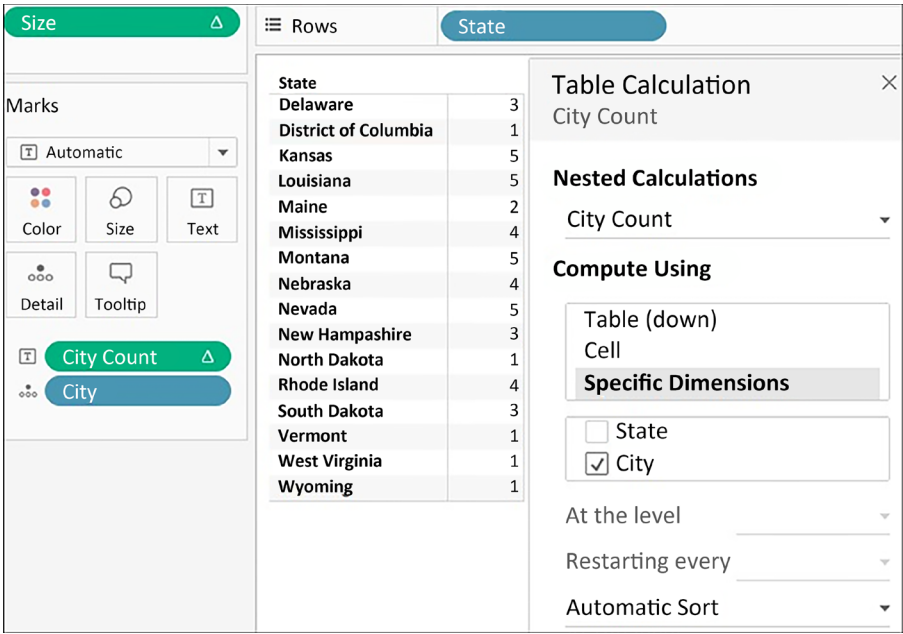 Size Δ
Rows
State
Marks
Automatic
Color
Size
Text
Detail
Tooltip
City Count Δ
City
State
Delaware 3
District of Columbia 1
Kansas 5
Louisiana 5
Maine 2
Mississippi 4
Montana 5
Nebraska 4
Nevada 5
New Hampashire 3
North Dakota 1
Rhode Island 4
South Dakota 3
Vermont 1
West Virginia 1
Wyoming 1
Table Calculation
City Count
Nested Calculations
City Count
Compute Using
Table (down)
Cell
Specific Dimensions
State
City
At the level
Restarting every
Automatic Sort